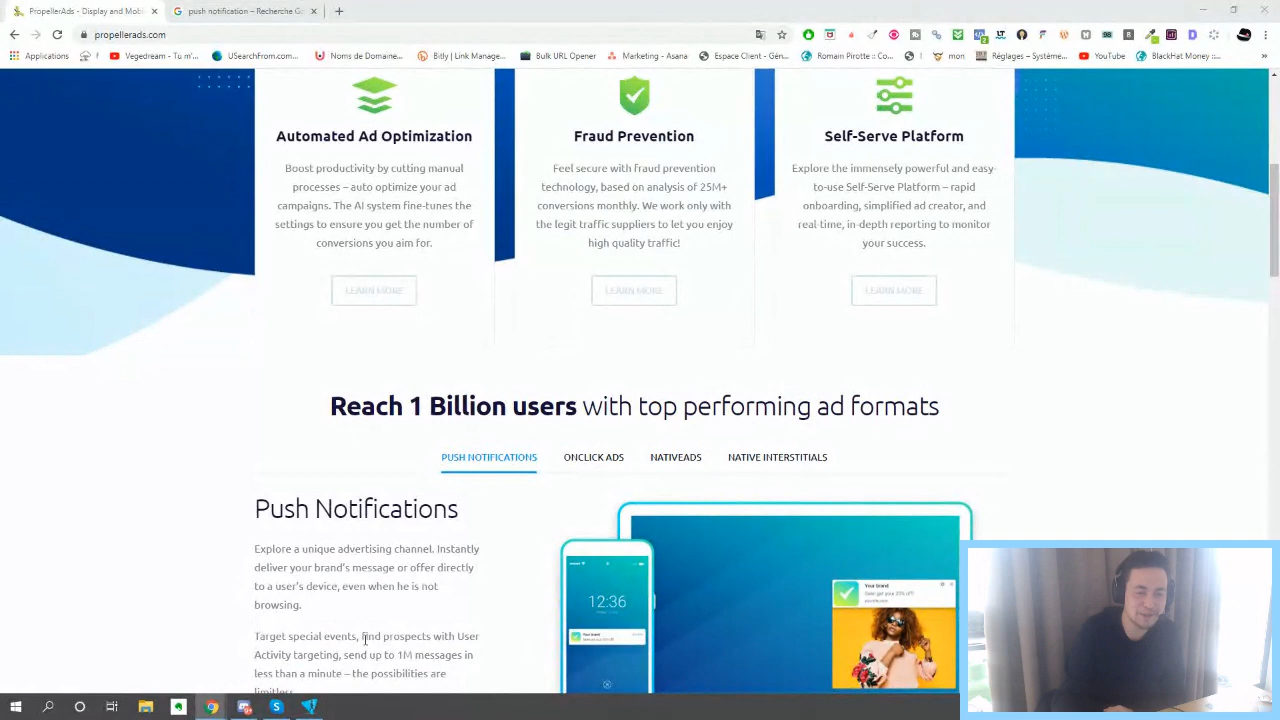 PropellerAds - Display and Mobi
push notification – Recherche Go
propellerads.com
Applications
Vegedream - Things
USearchFrom.com:
Noms de Domaine...
Bitly | Link Manage...
Bulk URL Opener
Marketing - Asana
Espace Client - Gén...
Romain Pirotte :: Co...
mon
Réglages – Systéme...
YouTube
BlackHat Money ::...
Automated Ad Optimization
Fraud Prevention
Self-Serve Platform
Boost productivity by cutting manual
processes – auto optimize your ad
campaigns. The AI system fine-tunes the
settings to ensure you get the number of
conversions you aim for.
Feel secure with fraud prevention
technology, based on analysis of 25M+
conversions monthly. We work only with
the legit traffic suppliers to let you enjoy
high quality traffic!
Explore the immensely powerful and easy-
to-use Self-Serve Platform – rapid
onboarding, simplified ad creator, and
real-time, in-depth reporting to monitor
your success.
LEARN MORE
LEARN MORE
LEARN MORE
Reach 1 Billion users with top performing ad formats
PUSH NOTIFICATIONS
ONCLICK ADS
NATIVEADS
NATIVE INTERSTITIALS
Push Notifications
Explore a unique advertising channel. Instantly
deliver your brand's message or offer directly
to a user's device, even when he is not
browsing.
Target special events, find prospects with User
Activity targeting, send up to 1M messages in
less than a minute – the possibilities are
limitless.
12:36
Your brand
Your brand